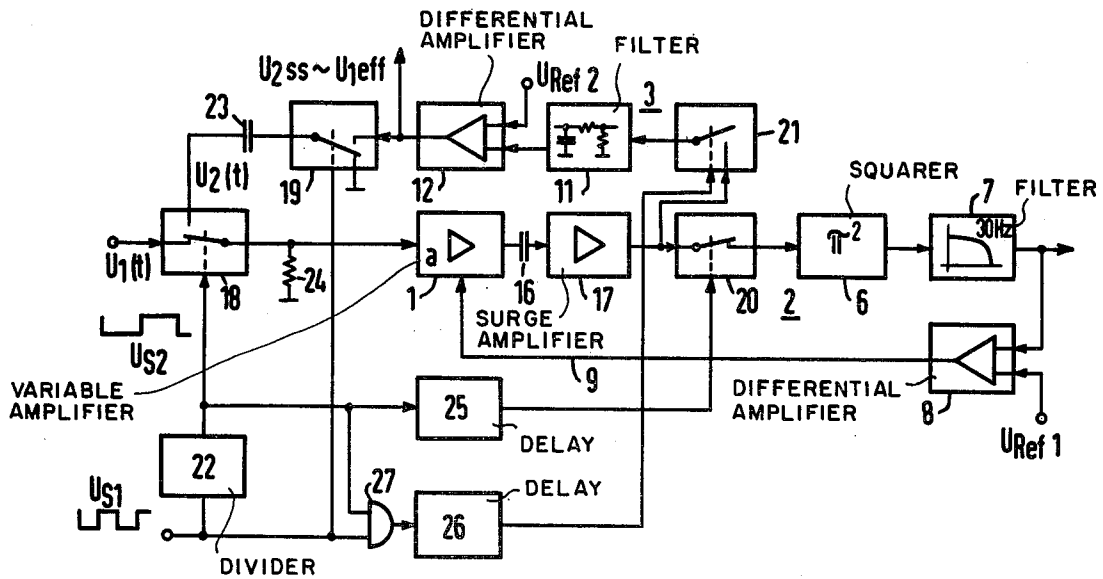 DIFFERENTIAL
AMPLIFIER
FILTER
U2ss~U1eff
URef 2
3
23
21
U2(t)
19
12
11
SQUARER
7
FILTER
30Hz
U1(t)
a
π2
18
24
1
16
17
20
2
6
SURGE
AMPLIFIER
US2
9
VARIABLE
AMPLIFIER
DIFFERENTIAL
AMPLIFIER
8
25
DELAY
URef 1
22
27
DELAY
US1
26
DIVIDER